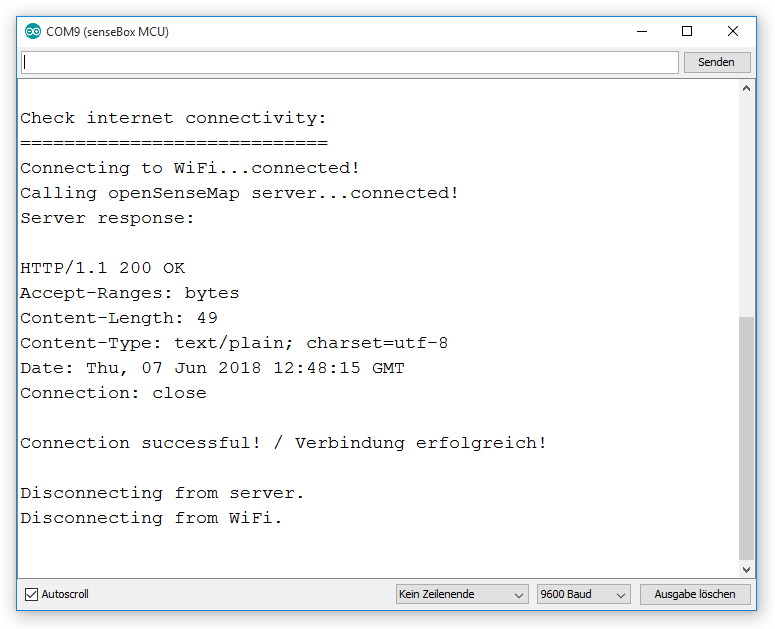 COM9 (senseBox MCU)
Senden
Check internet connectivity:
============================
Connecting to WiFi...connected!
Calling openSenseMap server...connected!
Server response:
HTTP/1.1 200 OK
Accept-Ranges: bytes
Content-Length: 49
Content-Type: text/plain; charset=utf-8
Date: Thu, 07 Jun 2018 12:48:15 GMT
Connection: close
Connection successful! / Verbindung erfolgreich!
Disconnecting from server.
Disconnecting from WiFi.
Autoscroll Kein Zeilenende 9600 Baud Ausgabe löschen